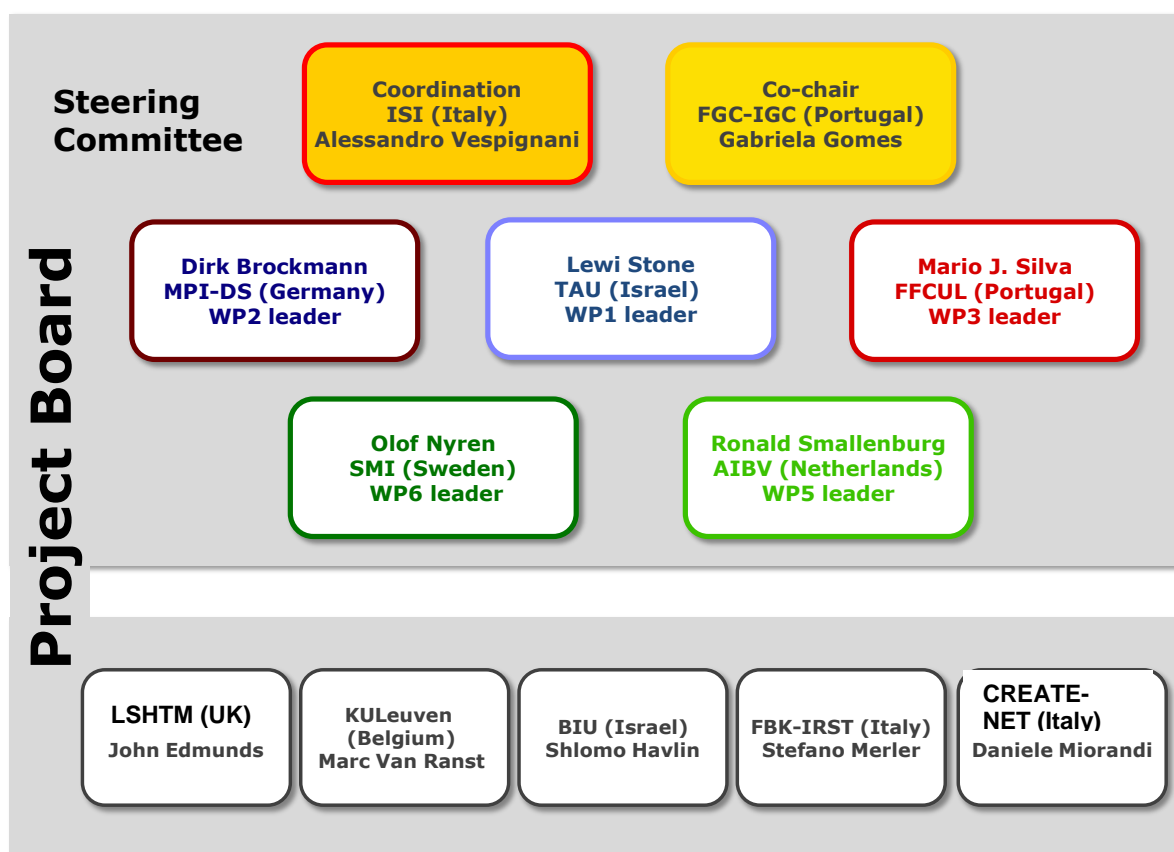 Steering
Committee
Coordination
ISI (Italy)
Alessandro Vespignani
Co-chair
FGC-IGC (Portugal)
Gabriela Gomes
Project Board
Dirk Brockmann
MPI-DS (Germany)
WP2 leader
Lewi Stone
TAU (Israel)
WP1 leader
Mario J. Silva
FFCUL (Portugal)
WP3 leader
Olof Nyren
SMI (Sweden)
WP6 leader
Ronald Smallenburg
AIBV (Netherlands)
WP5 leader
LSHTM (UK)
John Edmunds
KULeuven
(Belgium)
Marc Van Ranst
BIU (Israel)
Shlomo Havlin
FBK-IRST (Italy)
Stefano Merler
CREATE-
NET (Italy)
Daniele Miorandi